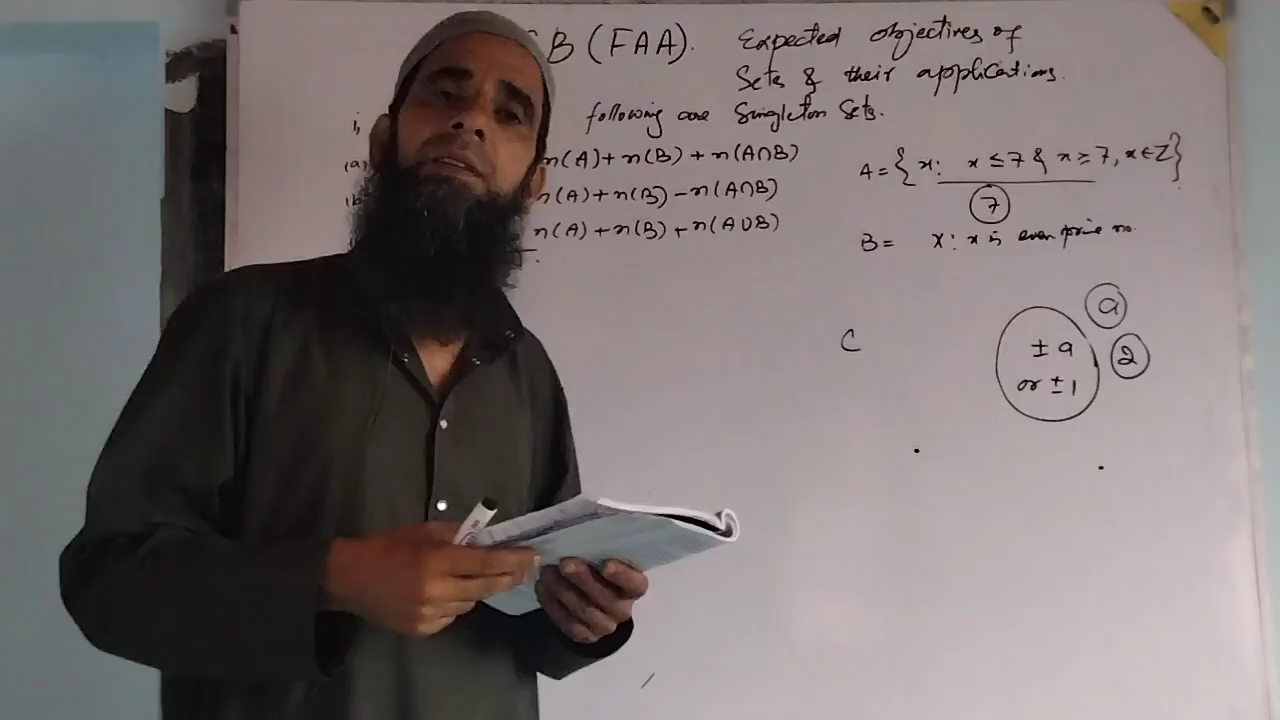 B (FAA). Expected objectives of
Sets & their applications.
i, following are Singleton Sets.
(a) n(A) + n(B) + n(A∩B)
(b n(A) + n(B) - n(A∩B)
n(A) + n(B) + n(A∪B)
A = { x: x ≤ 7 & x ≥ 7, x ∈ Z }
7
B = x: x is even prime no.
C
± a
or ± 1
a
2